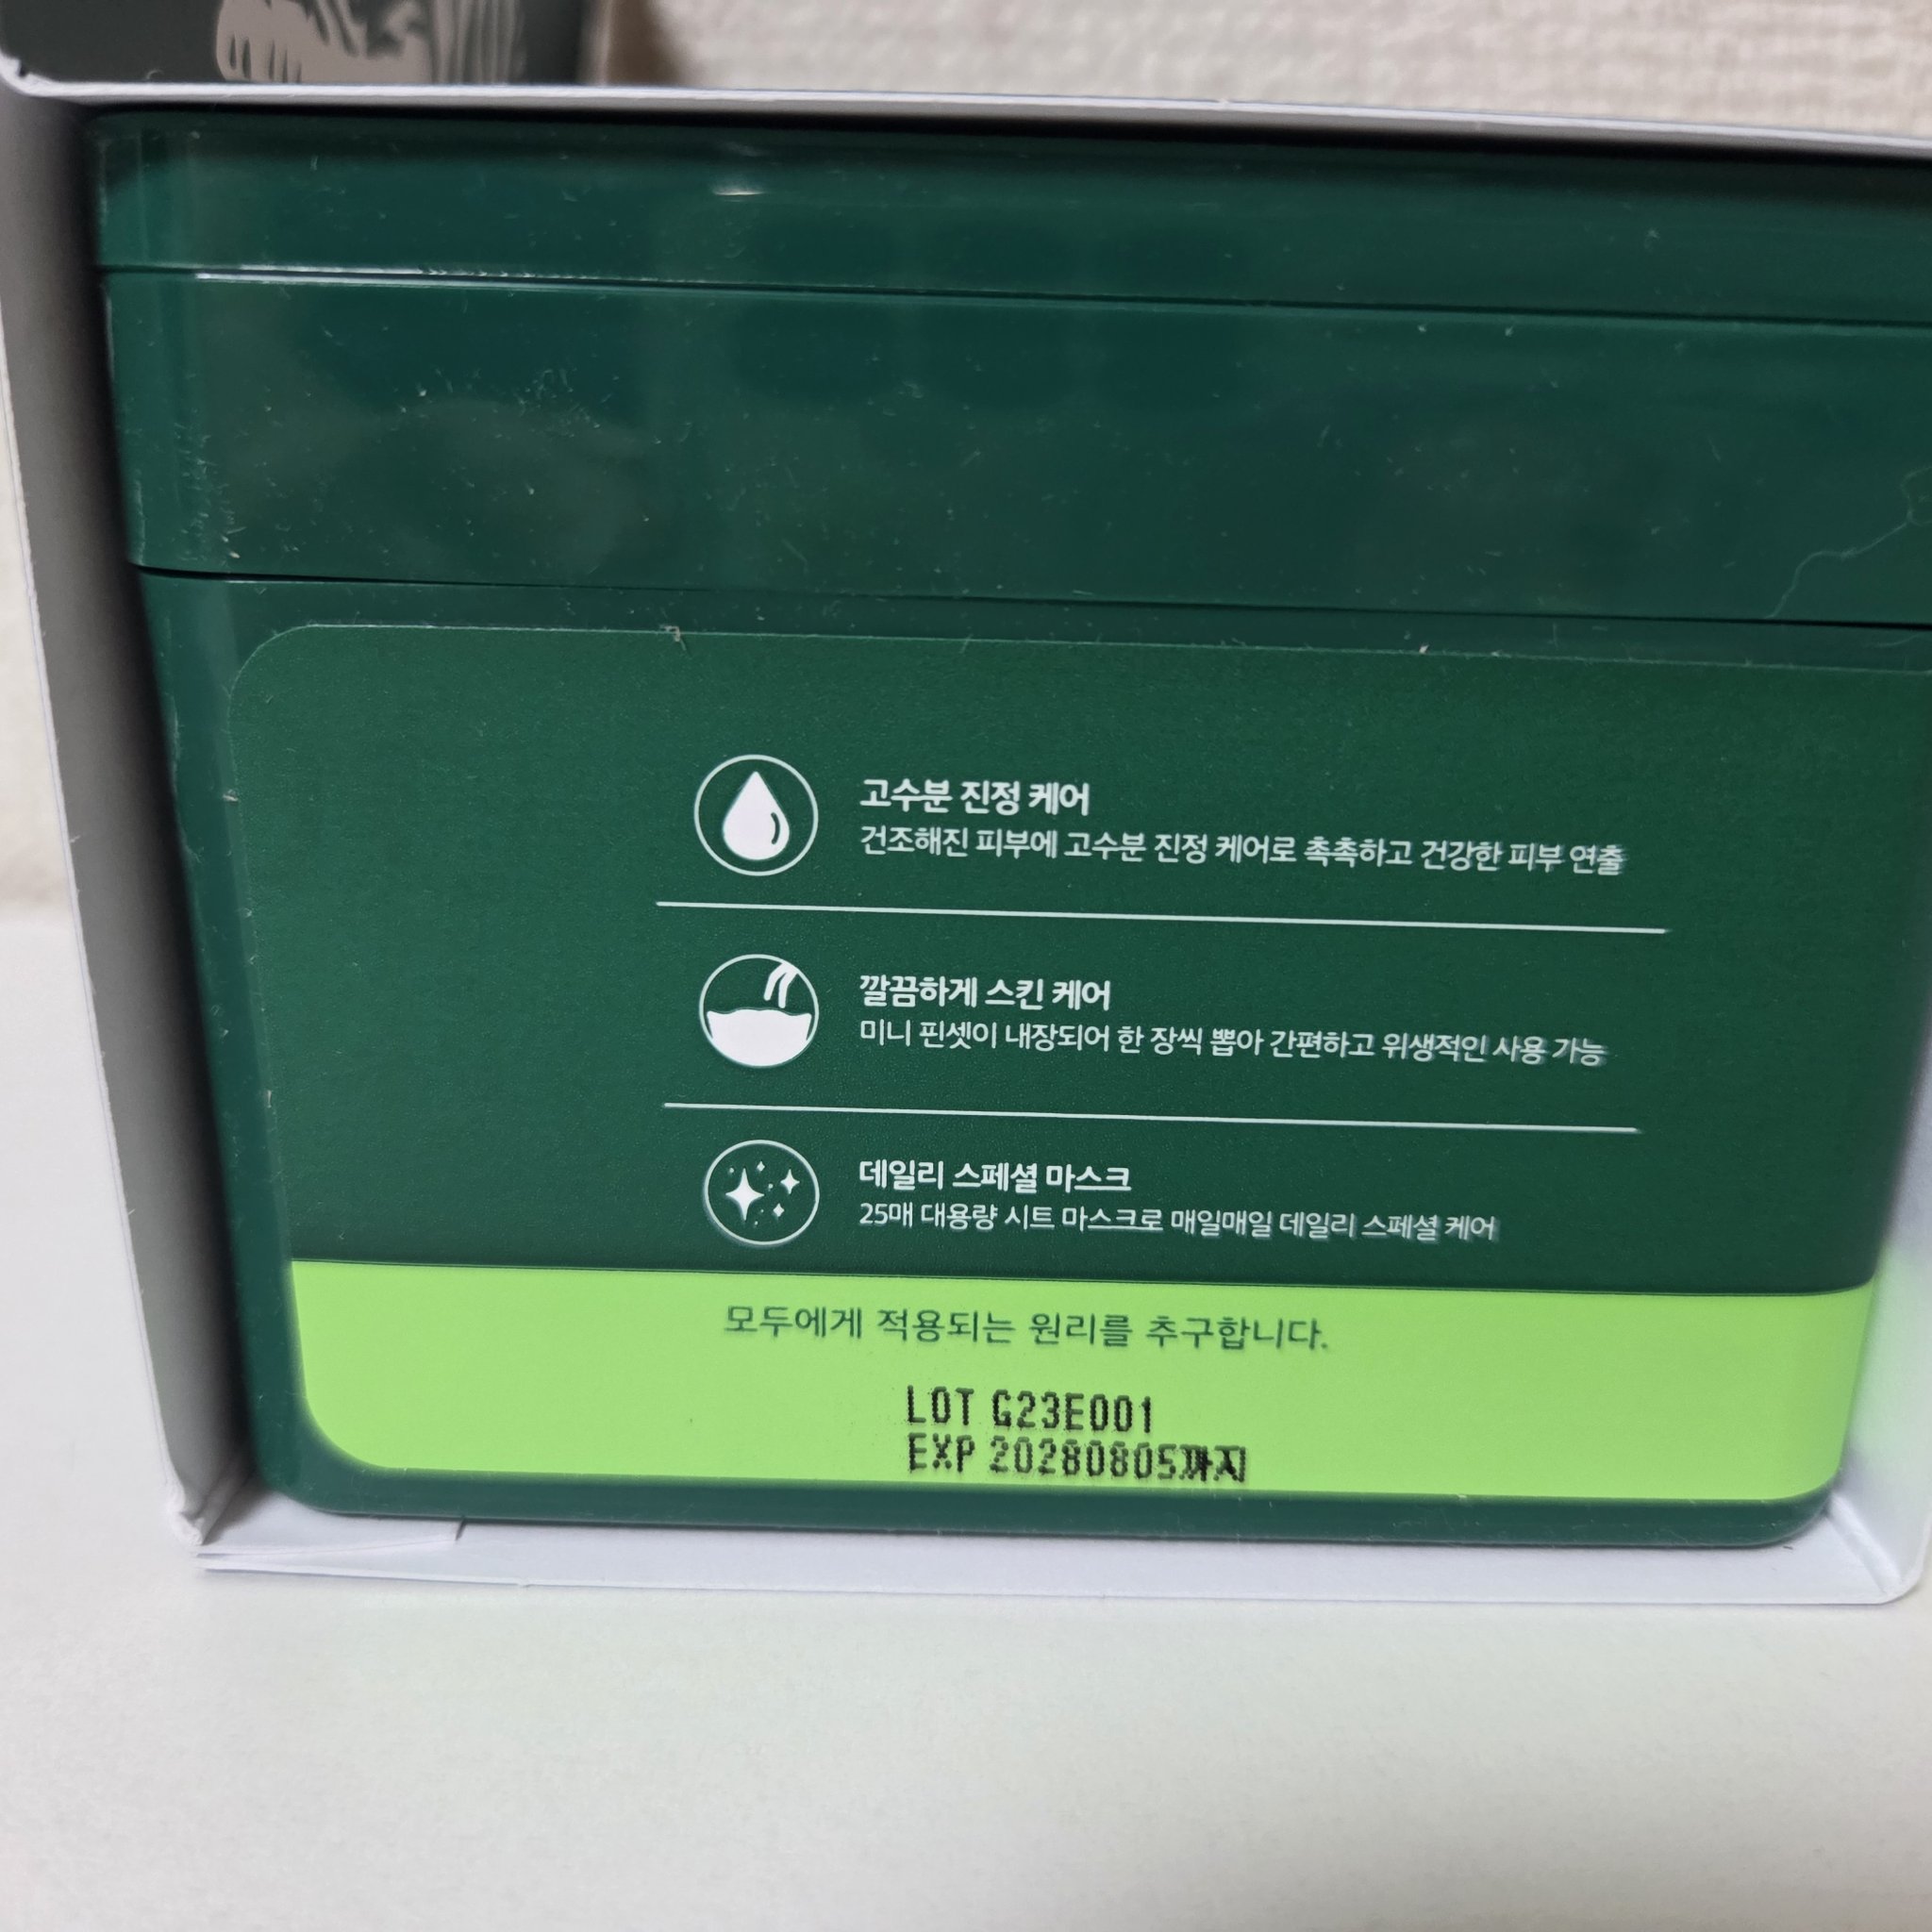 고수분 진정 케어
건조해진 피부에 고수분 진정 케어로 촉촉하고 건강한 피부 연출
깔끔하게 스킨 케어
미니 핀셋이 내장되어 한 장씩 뽑아 간편하고 위생적인 사용 가능
데일리 스페셜 마스크
25매 대용량 시트 마스크로 매일매일 데일리 스페셜 케어
모두에게 적용되는 원리를 추구합니다.
LOT G23E001
EXP 20280805까지